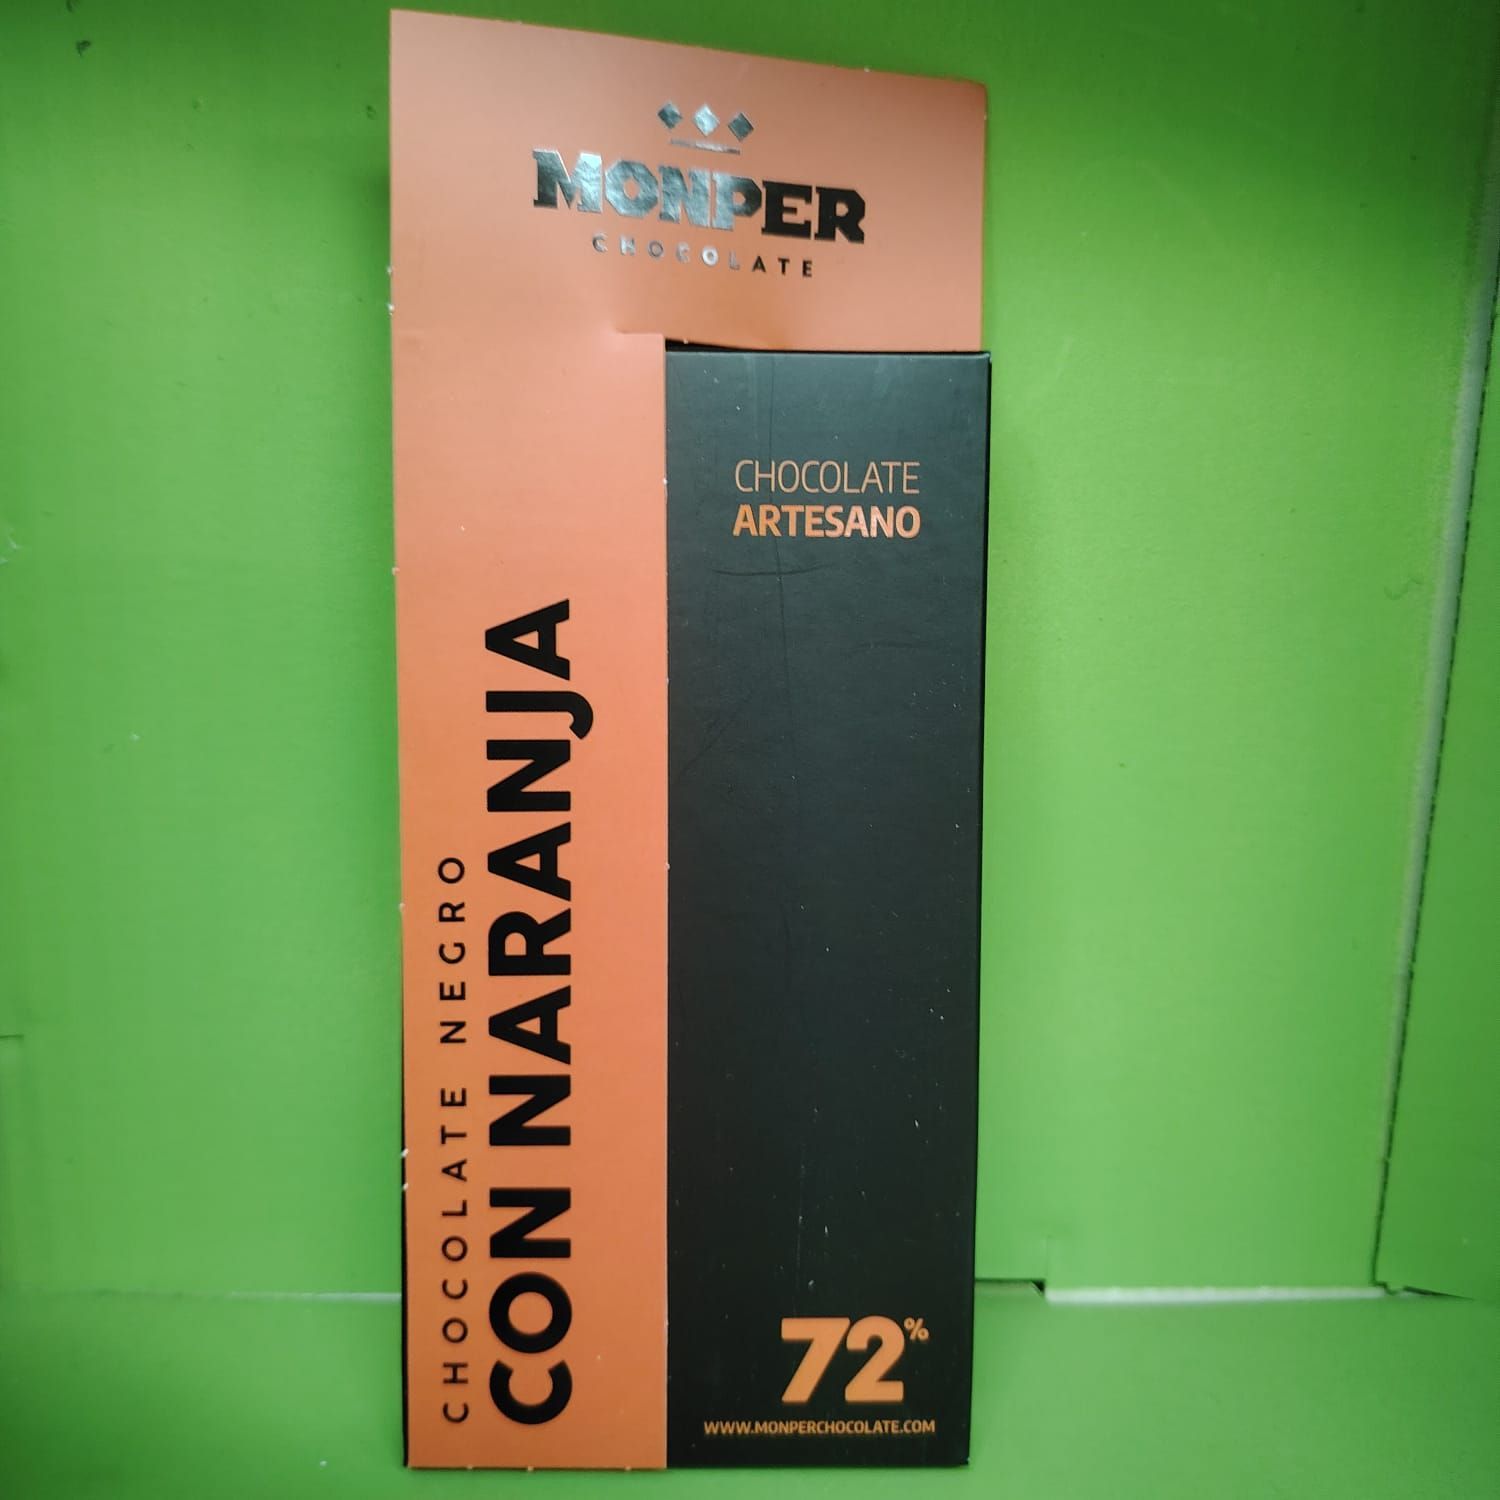 MONPER
CHOCOLATE
CHOCOLATE
ARTESANO
CHOCOLATE NEGRO
CON NARANJA
72%
WWW.MONPERCHOCOLATE.COM